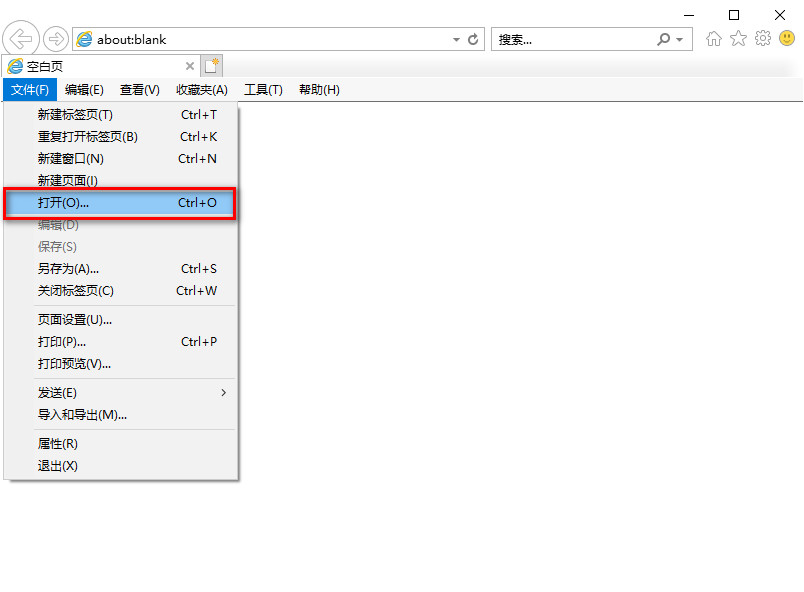 about:blank
搜索...
空白页
文件(F) 编辑(E) 查看(V) 收藏夹(A) 工具(T) 帮助(H)
新建标签页(T) Ctrl+T
重复打开标签页(B) Ctrl+K
新建窗口(N) Ctrl+N
新建页面(I)
打开(O)... Ctrl+O
编辑(D)
保存(S)
另存为(A)... Ctrl+S
关闭标签页(C) Ctrl+W
页面设置(U)...
打印(P)... Ctrl+P
打印预览(V)...
发送(E)
导入和导出(M)...
属性(R)
退出(X)